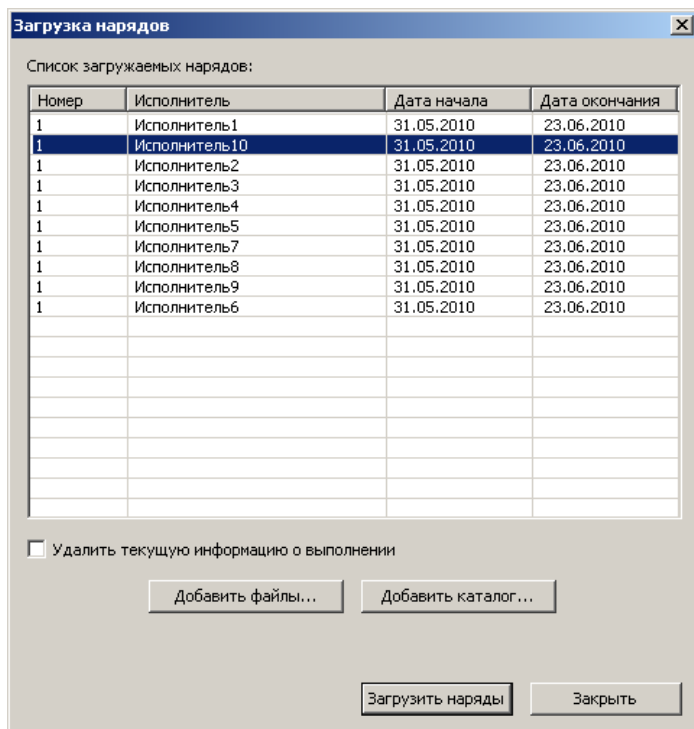 Загрузка нарядов
Список загружаемых нарядов:
Номер Исполнитель Дата начала Дата окончания
1 Исполнитель1 31.05.2010 23.06.2010
1 Исполнитель10 31.05.2010 23.06.2010
1 Исполнитель2 31.05.2010 23.06.2010
1 Исполнитель3 31.05.2010 23.06.2010
1 Исполнитель4 31.05.2010 23.06.2010
1 Исполнитель5 31.05.2010 23.06.2010
1 Исполнитель7 31.05.2010 23.06.2010
1 Исполнитель8 31.05.2010 23.06.2010
1 Исполнитель9 31.05.2010 23.06.2010
1 Исполнитель6 31.05.2010 23.06.2010
Удалить текущую информацию о выполнении
Добавить файлы... Добавить каталог...
Загрузить наряды Закрыть